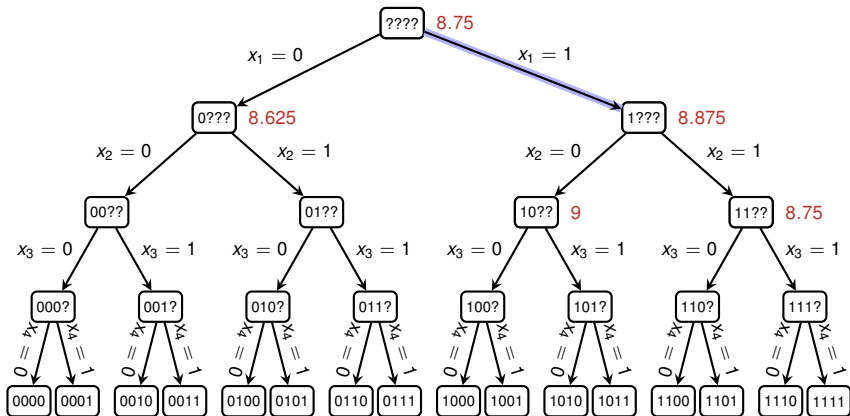 ???? 8.75
x₁ = 0 x₁ = 1
0??? 8.625 1??? 8.875
x₂ = 0 x₂ = 1 x₂ = 0 x₂ = 1
00?? 01?? 10?? 9 11?? 8.75
x₃ = 0 x₃ = 1 x₃ = 0 x₃ = 1 x₃ = 0 x₃ = 1 x₃ = 0 x₃ = 1
000? 001? 010? 011? 100? 101? 110? 111?
x₄ = 0 x₄ = 1 x₄ = 0 x₄ = 1 x₄ = 0 x₄ = 1 x₄ = 0 x₄ = 1 x₄ = 0 x₄ = 1 x₄ = 0 x₄ = 1 x₄ = 0 x₄ = 1 x₄ = 0 x₄ = 1
0000 0001 0010 0011 0100 0101 0110 0111 1000 1001 1010 1011 1100 1101 1110 1111